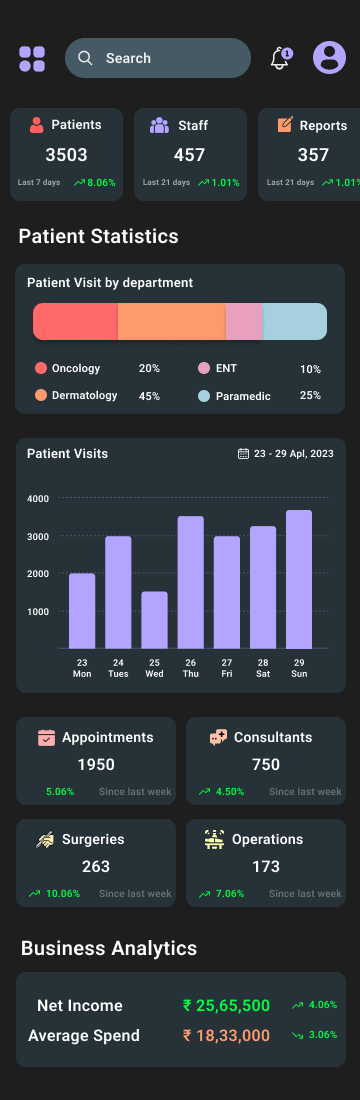 Search
1
Patients
3503
Last 7 days 8.06%
Staff
457
Last 21 days 1.01%
Reports
357
Last 21 days 1.01%
Patient Statistics
Patient Visit by department
Oncology 20%
ENT 10%
Dermatology 45%
Paramedic 25%
Patient Visits
23 - 29 Apl, 2023
4000
3000
2000
1000
23 24 25 26 27 28 29
Mon Tues Wed Thu Fri Sat Sun
Appointments
1950
5.06% Since last week
Consultants
750
4.50% Since last week
Surgeries
263
10.06% Since last week
Operations
173
7.06% Since last week
Business Analytics
Net Income ₹ 25,65,500 4.06%
Average Spend ₹ 18,33,000 3.06%